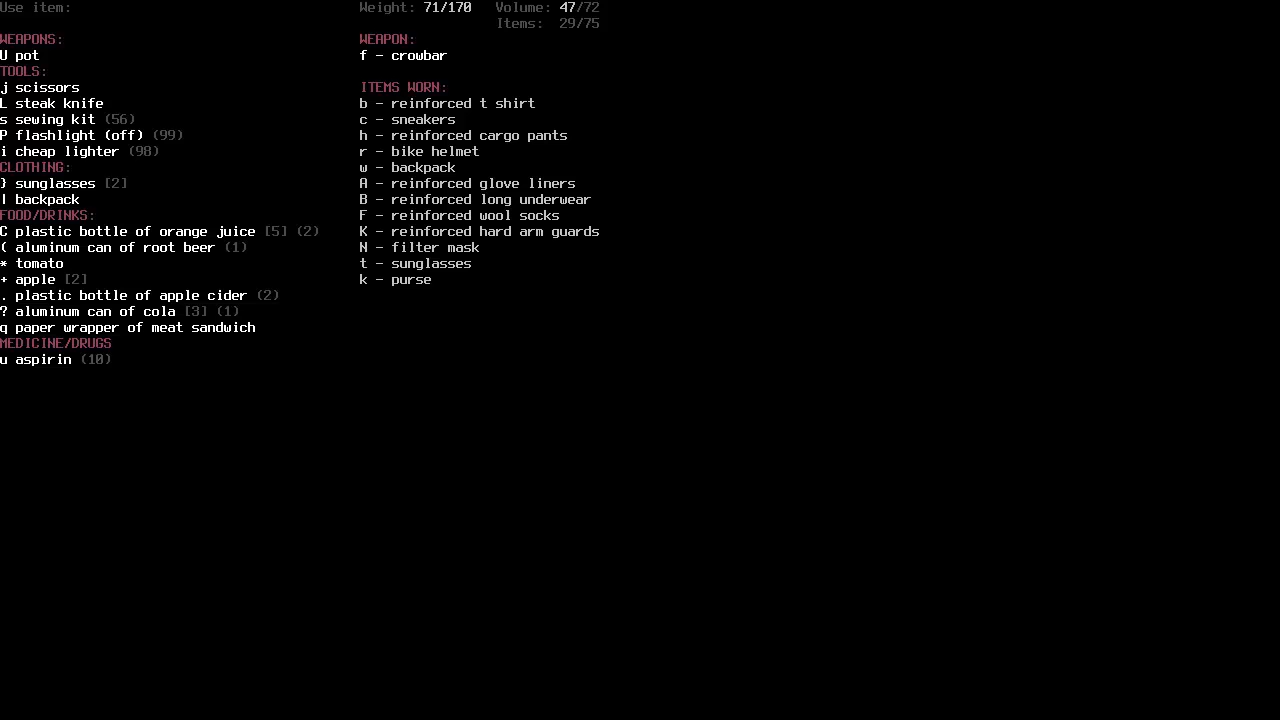 Use item:
Weight: 71/170 Volume: 47/72
Items: 29/75
WEAPONS:
U pot
TOOLS:
j scissors
L steak knife
s sewing kit (56)
P flashlight (off) (99)
i cheap lighter (98)
CLOTHING:
} sunglasses [2]
| backpack
FOOD/DRINKS:
C plastic bottle of orange juice [5] (2)
( aluminum can of root beer (1)
* tomato
+ apple [2]
. plastic bottle of apple cider (2)
? aluminum can of cola [3] (1)
q paper wrapper of meat sandwich
MEDICINE/DRUGS
u aspirin (10)
WEAPON:
f - crowbar
ITEMS WORN:
b - reinforced t shirt
c - sneakers
h - reinforced cargo pants
r - bike helmet
w - backpack
A - reinforced glove liners
B - reinforced long underwear
F - reinforced wool socks
K - reinforced hard arm guards
N - filter mask
t - sunglasses
k - purse